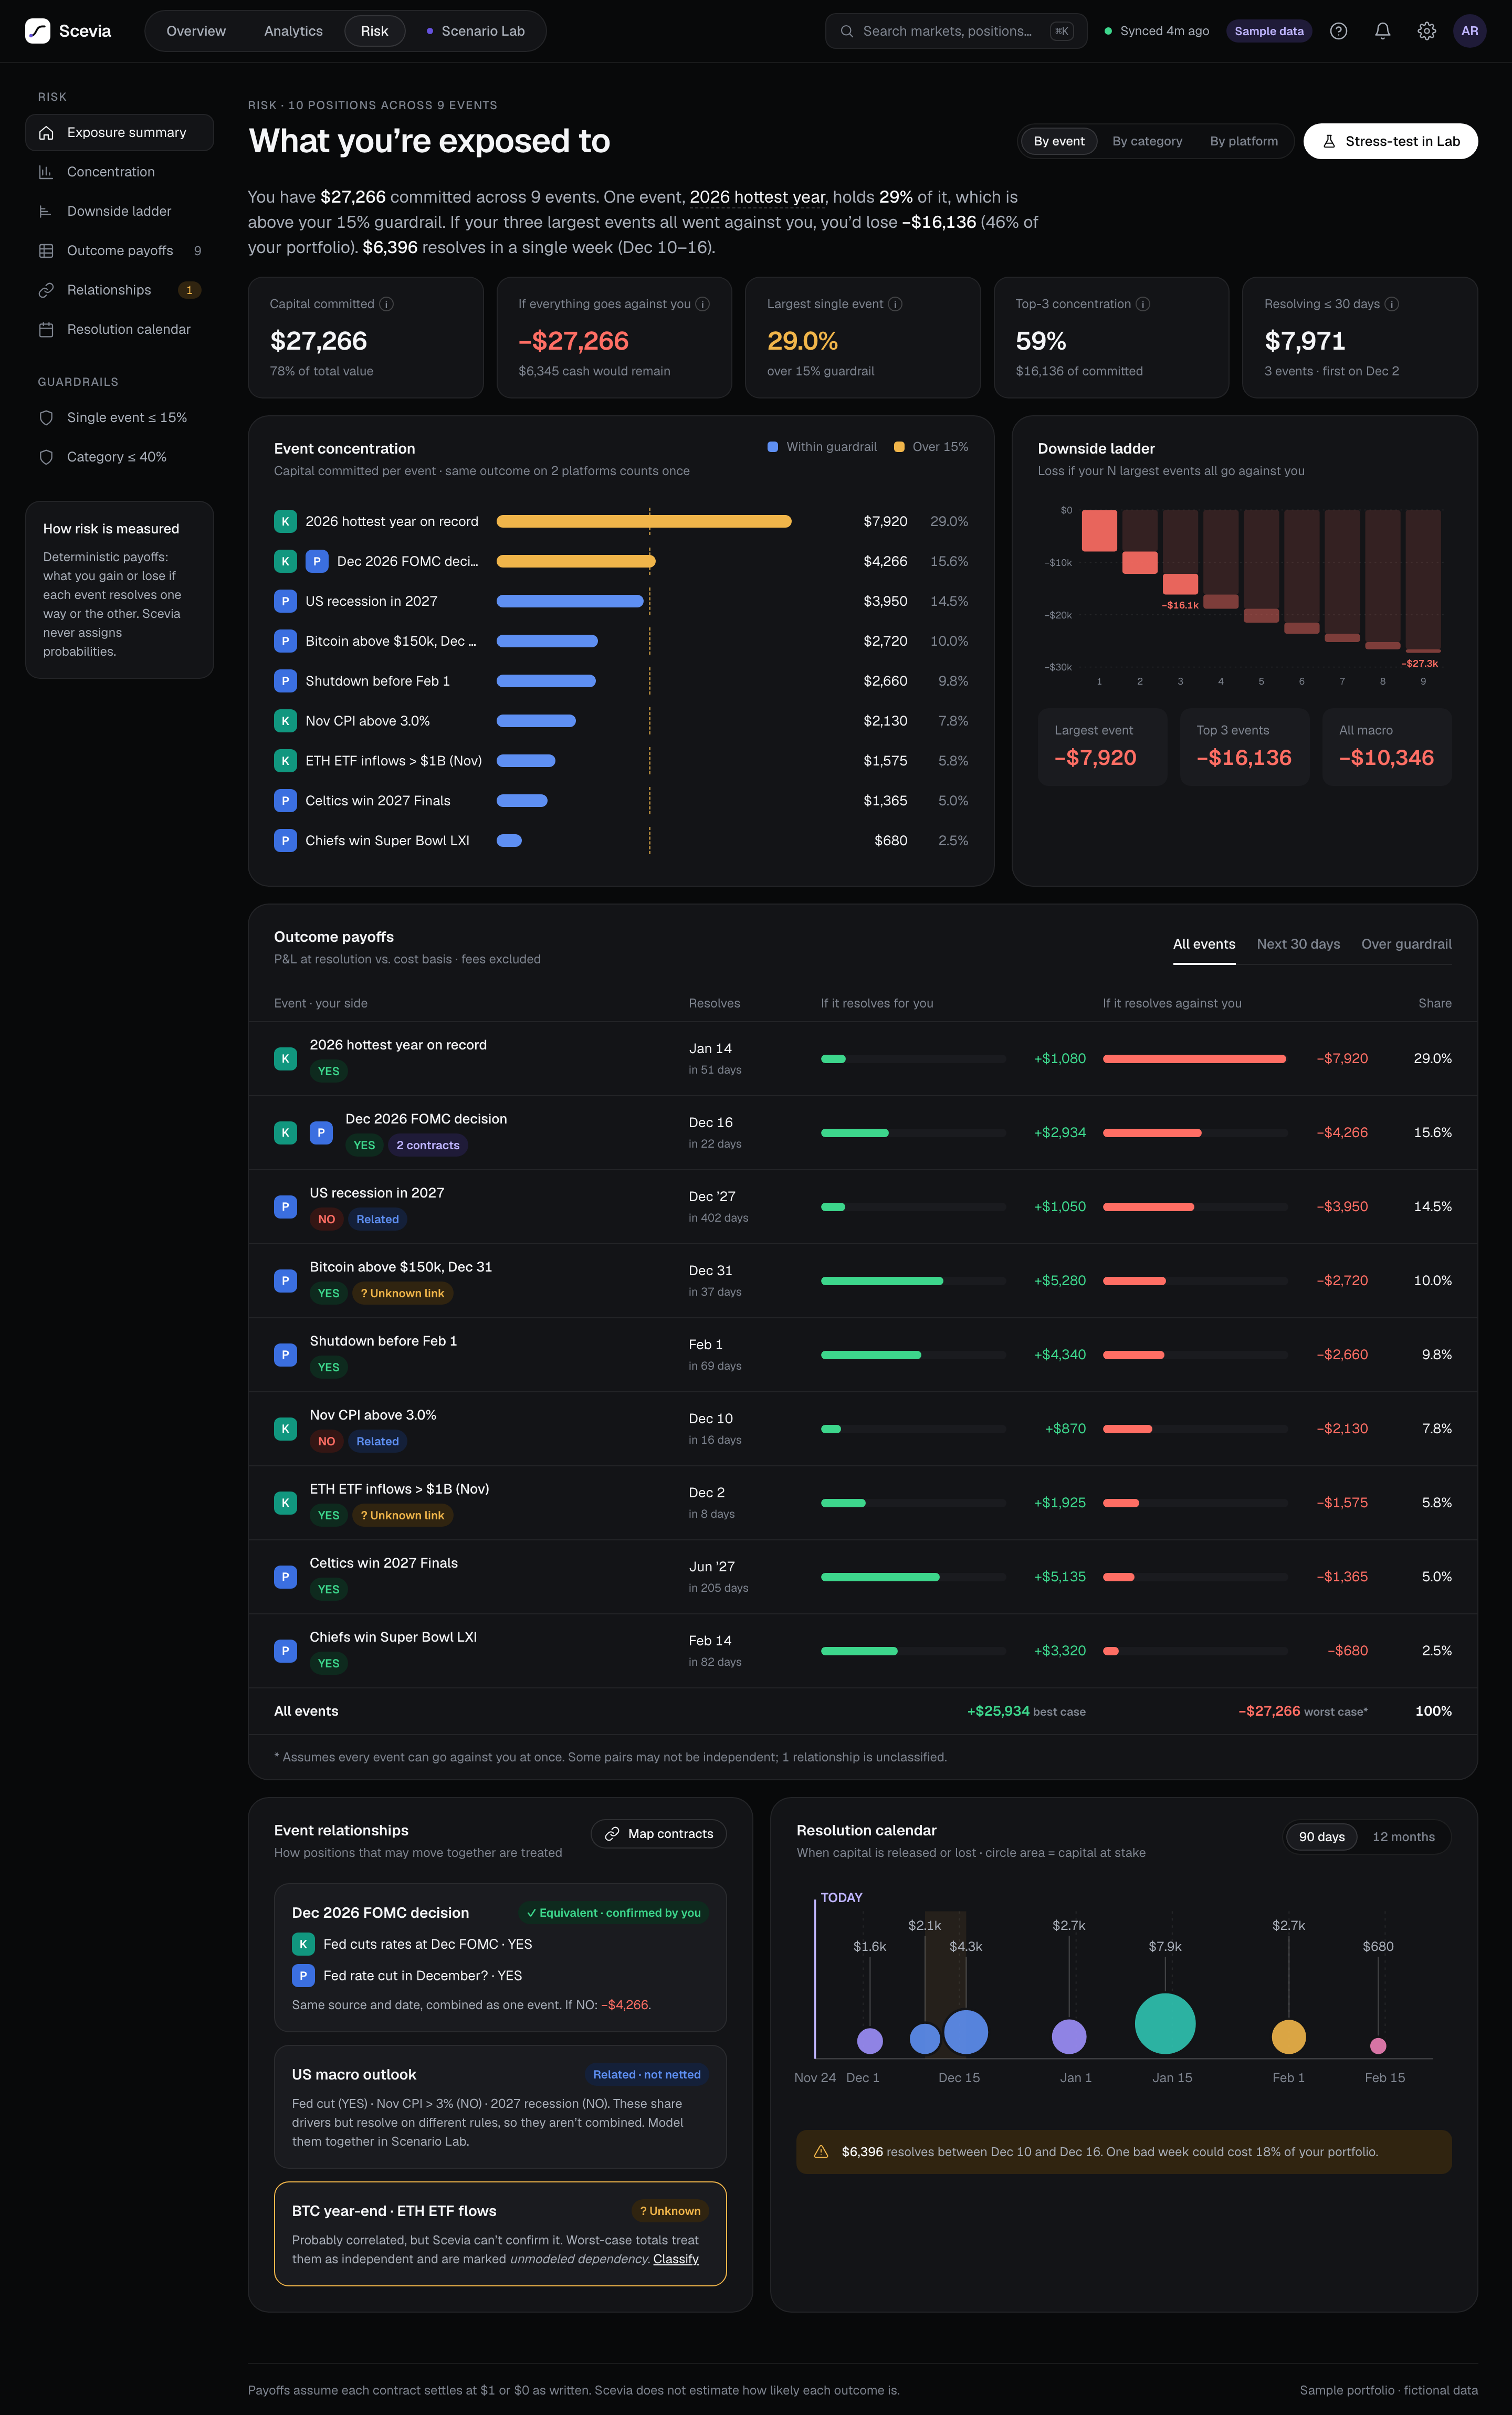 Scevia
Overview
Analytics
Risk
Scenario Lab
Search markets, positions...
⌘K
Synced 4m ago
Sample data
AR
RISK
Exposure summary
Concentration
Downside ladder
Outcome payoffs 9
Relationships 1
Resolution calendar
GUARDRAILS
Single event ≤ 15%
Category ≤ 40%
How risk is measured
Deterministic payoffs:
what you gain or lose if
each event resolves one
way or the other. Scevia
never assigns
probabilities.
RISK · 10 POSITIONS ACROSS 9 EVENTS
What you’re exposed to
By event
By category
By platform
Stress-test in Lab
You have $27,266 committed across 9 events. One event, 2026 hottest year, holds 29% of it, which is
above your 15% guardrail. If your three largest events all went against you, you’d lose −$16,136 (46% of
your portfolio). $6,396 resolves in a single week (Dec 10–16).
Capital committed
$27,266
78% of total value
If everything goes against you
−$27,266
$6,345 cash would remain
Largest single event
29.0%
over 15% guardrail
Top-3 concentration
59%
$16,136 of committed
Resolving ≤ 30 days
$7,971
3 events · first on Dec 2
Event concentration
Capital committed per event · same outcome on 2 platforms counts once
Within guardrail
Over 15%
K 2026 hottest year on record $7,920 29.0%
K P Dec 2026 FOMC deci... $4,266 15.6%
P US recession in 2027 $3,950 14.5%
P Bitcoin above $150k, Dec ... $2,720 10.0%
P Shutdown before Feb 1 $2,660 9.8%
K Nov CPI above 3.0% $2,130 7.8%
K ETH ETF inflows > $1B (Nov) $1,575 5.8%
P Celtics win 2027 Finals $1,365 5.0%
P Chiefs win Super Bowl LXI $680 2.5%
Downside ladder
Loss if your N largest events all go against you
$0
−$10k
−$20k
−$30k
−$16.1k
−$27.3k
1 2 3 4 5 6 7 8 9
Largest event
−$7,920
Top 3 events
−$16,136
All macro
−$10,346
Outcome payoffs
P&L at resolution vs. cost basis · fees excluded
All events
Next 30 days
Over guardrail
Event · your side Resolves If it resolves for you If it resolves against you Share
K 2026 hottest year on record
YES
Jan 14
in 51 days
+$1,080 −$7,920 29.0%
K P Dec 2026 FOMC decision
YES 2 contracts
Dec 16
in 22 days
+$2,934 −$4,266 15.6%
P US recession in 2027
NO Related
Dec ’27
in 402 days
+$1,050 −$3,950 14.5%
P Bitcoin above $150k, Dec 31
YES ? Unknown link
Dec 31
in 37 days
+$5,280 −$2,720 10.0%
P Shutdown before Feb 1
YES
Feb 1
in 69 days
+$4,340 −$2,660 9.8%
K Nov CPI above 3.0%
NO Related
Dec 10
in 16 days
+$870 −$2,130 7.8%
K ETH ETF inflows > $1B (Nov)
YES ? Unknown link
Dec 2
in 8 days
+$1,925 −$1,575 5.8%
P Celtics win 2027 Finals
YES
Jun ’27
in 205 days
+$5,135 −$1,365 5.0%
P Chiefs win Super Bowl LXI
YES
Feb 14
in 82 days
+$3,320 −$680 2.5%
All events +$25,934 best case −$27,266 worst case* 100%
* Assumes every event can go against you at once. Some pairs may not be independent; 1 relationship is unclassified.
Event relationships
How positions that may move together are treated
Map contracts
Dec 2026 FOMC decision
✓ Equivalent · confirmed by you
K Fed cuts rates at Dec FOMC · YES
P Fed rate cut in December? · YES
Same source and date, combined as one event. If NO: −$4,266.
US macro outlook
Related · not netted
Fed cut (YES) · Nov CPI > 3% (NO) · 2027 recession (NO). These share
drivers but resolve on different rules, so they aren’t combined. Model
them together in Scenario Lab.
BTC year-end · ETH ETF flows
? Unknown
Probably correlated, but Scevia can’t confirm it. Worst-case totals treat
them as independent and are marked unmodeled dependency. Classify
Resolution calendar
When capital is released or lost · circle area = capital at stake
90 days
12 months
TODAY
$1.6k
$2.1k
$4.3k
$2.7k
$7.9k
$2.7k
$680
Nov 24 Dec 1 Dec 15 Jan 1 Jan 15 Feb 1 Feb 15
$6,396 resolves between Dec 10 and Dec 16. One bad week could cost 18% of your portfolio.
Payoffs assume each contract settles at $1 or $0 as written. Scevia does not estimate how likely each outcome is.
Sample portfolio · fictional data